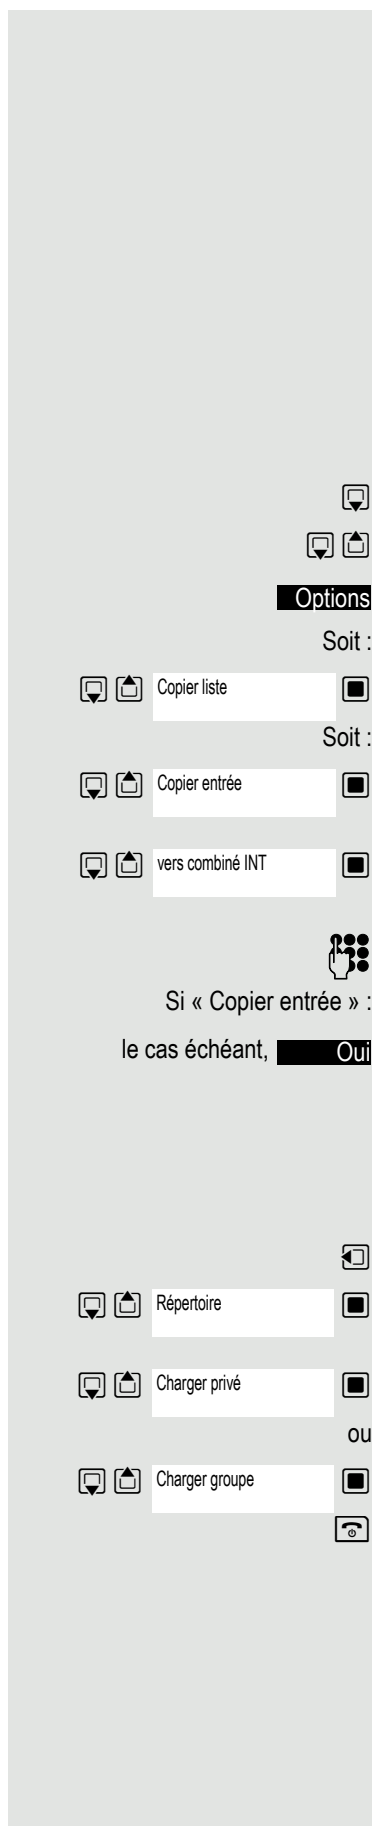 Options
Soit :
Copier liste
Soit :
Copier entrée
vers combiné INT
Si « Copier entrée » :
le cas échéant, Oui
Répertoire
Charger privé
ou
Charger groupe